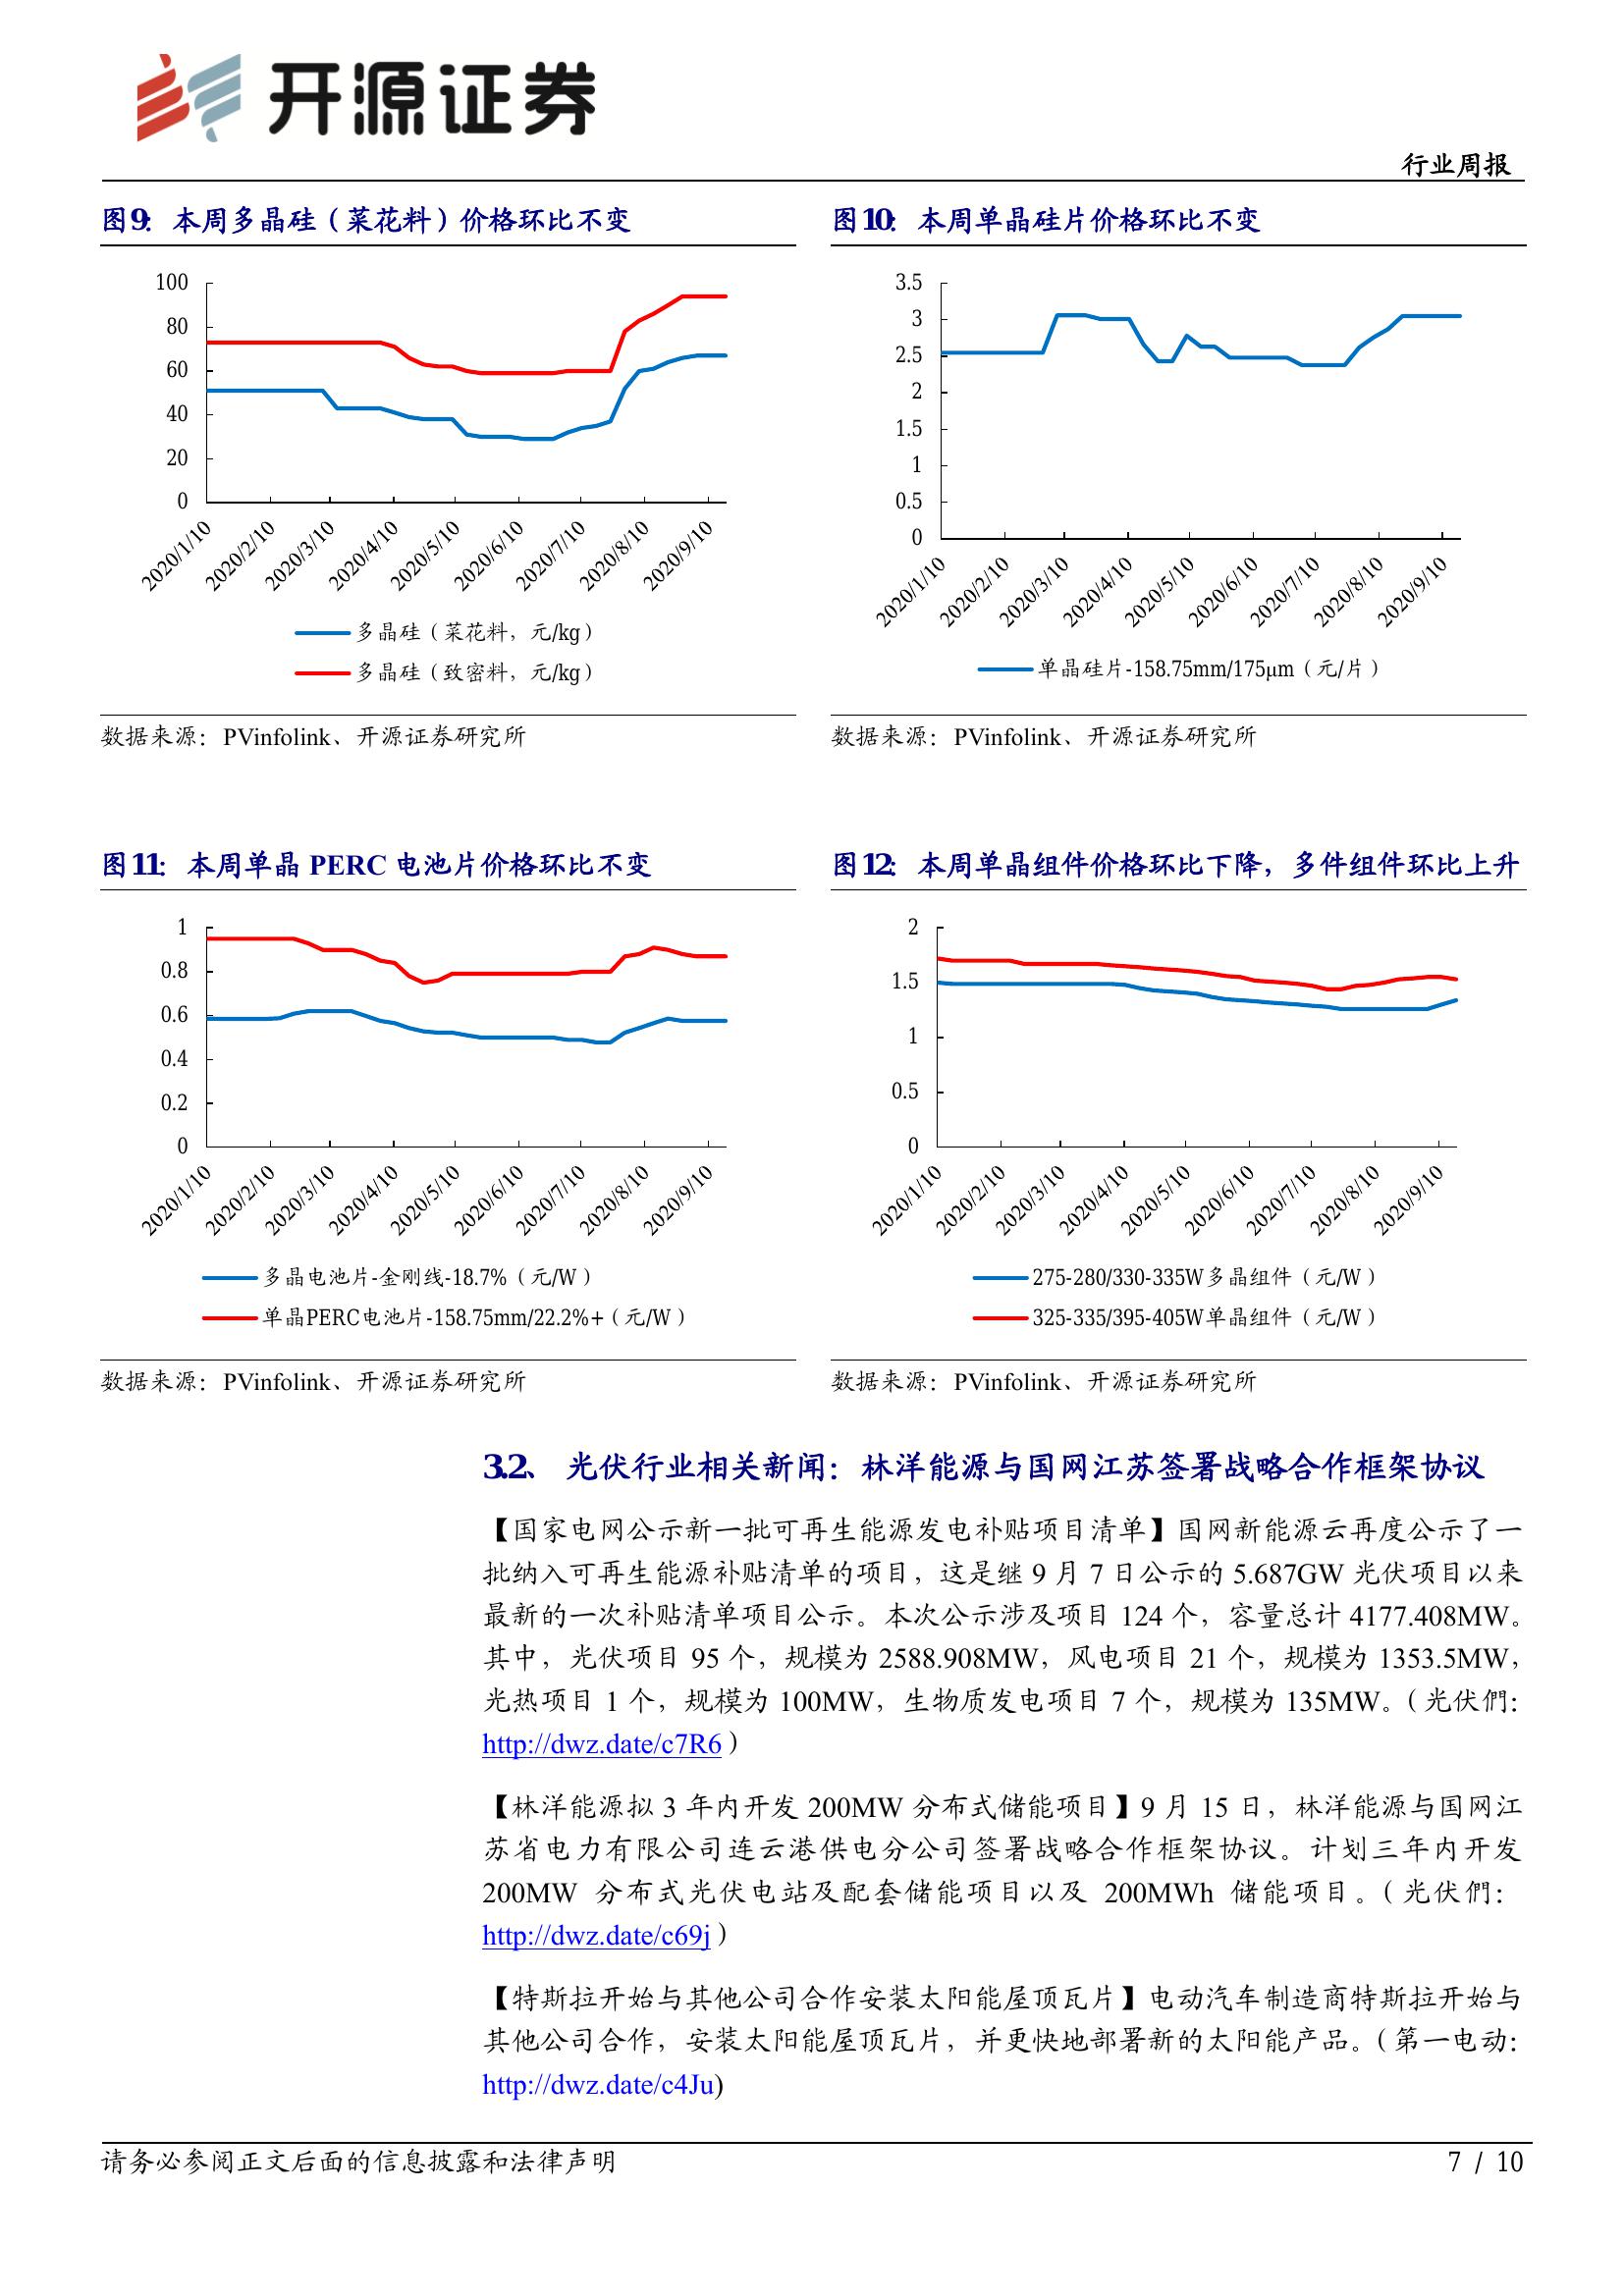 开源证券
行业周报
图9：本周多晶硅（菜花料）价格环比不变
100
80
60
40
20
0
2020/1/10
2020/2/10
2020/3/10
2020/4/10
2020/5/10
2020/6/10
2020/7/10
2020/8/10
2020/9/10
多晶硅（菜花料，元/kg）
多晶硅（致密料，元/kg）
数据来源：PVinfolink、开源证券研究所
图10：本周单晶硅片价格环比不变
3.5
3
2.5
2
1.5
1
0.5
0
2020/1/10
2020/2/10
2020/3/10
2020/4/10
2020/5/10
2020/6/10
2020/7/10
2020/8/10
2020/9/10
单晶硅片-158.75mm/175μm（元/片）
数据来源：PVinfolink、开源证券研究所
图11：本周单晶 PERC 电池片价格环比不变
1
0.8
0.6
0.4
0.2
0
2020/1/10
2020/2/10
2020/3/10
2020/4/10
2020/5/10
2020/6/10
2020/7/10
2020/8/10
2020/9/10
多晶电池片-金刚线-18.7%（元/W）
单晶PERC电池片-158.75mm/22.2%+（元/W）
数据来源：PVinfolink、开源证券研究所
图12：本周单晶组件价格环比下降，多件组件环比上升
2
1.5
1
0.5
0
2020/1/10
2020/2/10
2020/3/10
2020/4/10
2020/5/10
2020/6/10
2020/7/10
2020/8/10
2020/9/10
275-280/330-335W多晶组件（元/W）
325-335/395-405W单晶组件（元/W）
数据来源：PVinfolink、开源证券研究所
3.2、 光伏行业相关新闻：林洋能源与国网江苏签署战略合作框架协议
【国家电网公示新一批可再生能源发电补贴项目清单】国网新能源云再度公示了一
批纳入可再生能源补贴清单的项目，这是继 9 月 7 日公示的 5.687GW 光伏项目以来
最新的一次补贴清单项目公示。本次公示涉及项目 124 个，容量总计 4177.408MW。
其中，光伏项目 95 个，规模为 2588.908MW，风电项目 21 个，规模为 1353.5MW，
光热项目 1 个，规模为 100MW，生物质发电项目 7 个，规模为 135MW。（光伏們：
http://dwz.date/c7R6）
【林洋能源拟 3 年内开发 200MW 分布式储能项目】9 月 15 日，林洋能源与国网江
苏省电力有限公司连云港供电分公司签署战略合作框架协议。计划三年内开发
200MW 分布式光伏电站及配套储能项目以及 200MWh 储能项目。（光伏們：
http://dwz.date/c69j）
【特斯拉开始与其他公司合作安装太阳能屋顶瓦片】电动汽车制造商特斯拉开始与
其他公司合作，安装太阳能屋顶瓦片，并更快地部署新的太阳能产品。（第一电动：
http://dwz.date/c4Ju)
请务必参阅正文后面的信息披露和法律声明
7 / 10